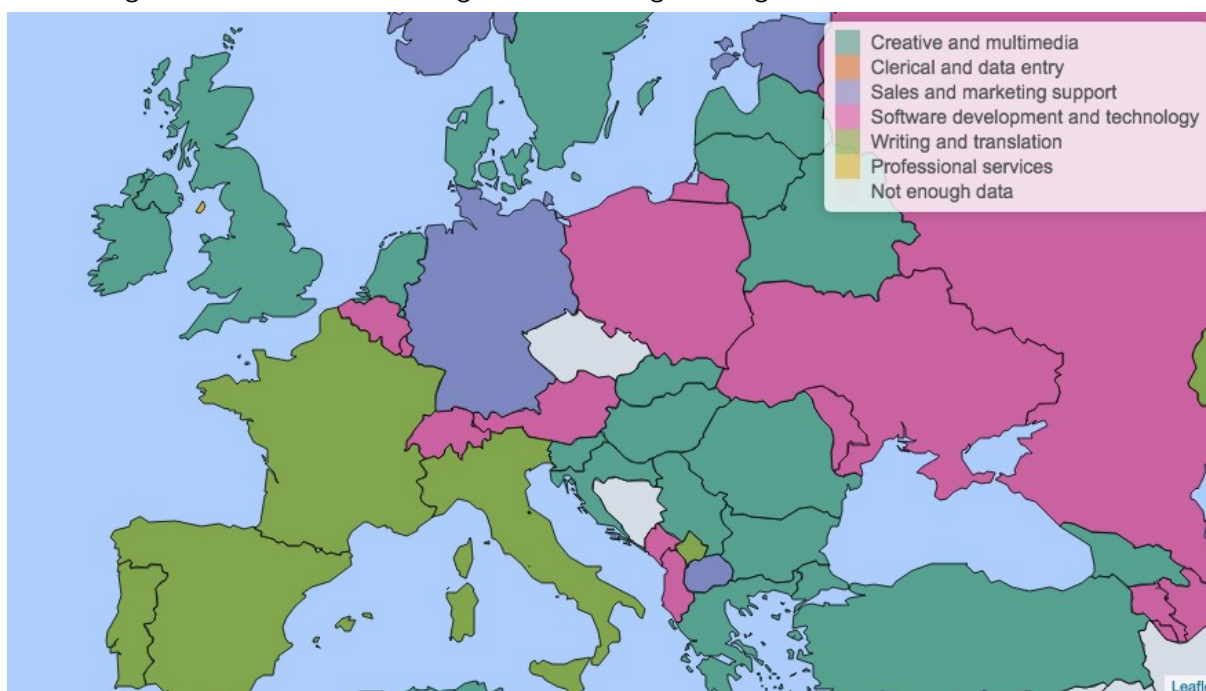 Creative and multimedia
Clerical and data entry
Sales and marketing support
Software development and technology
Writing and translation
Professional services
Not enough data